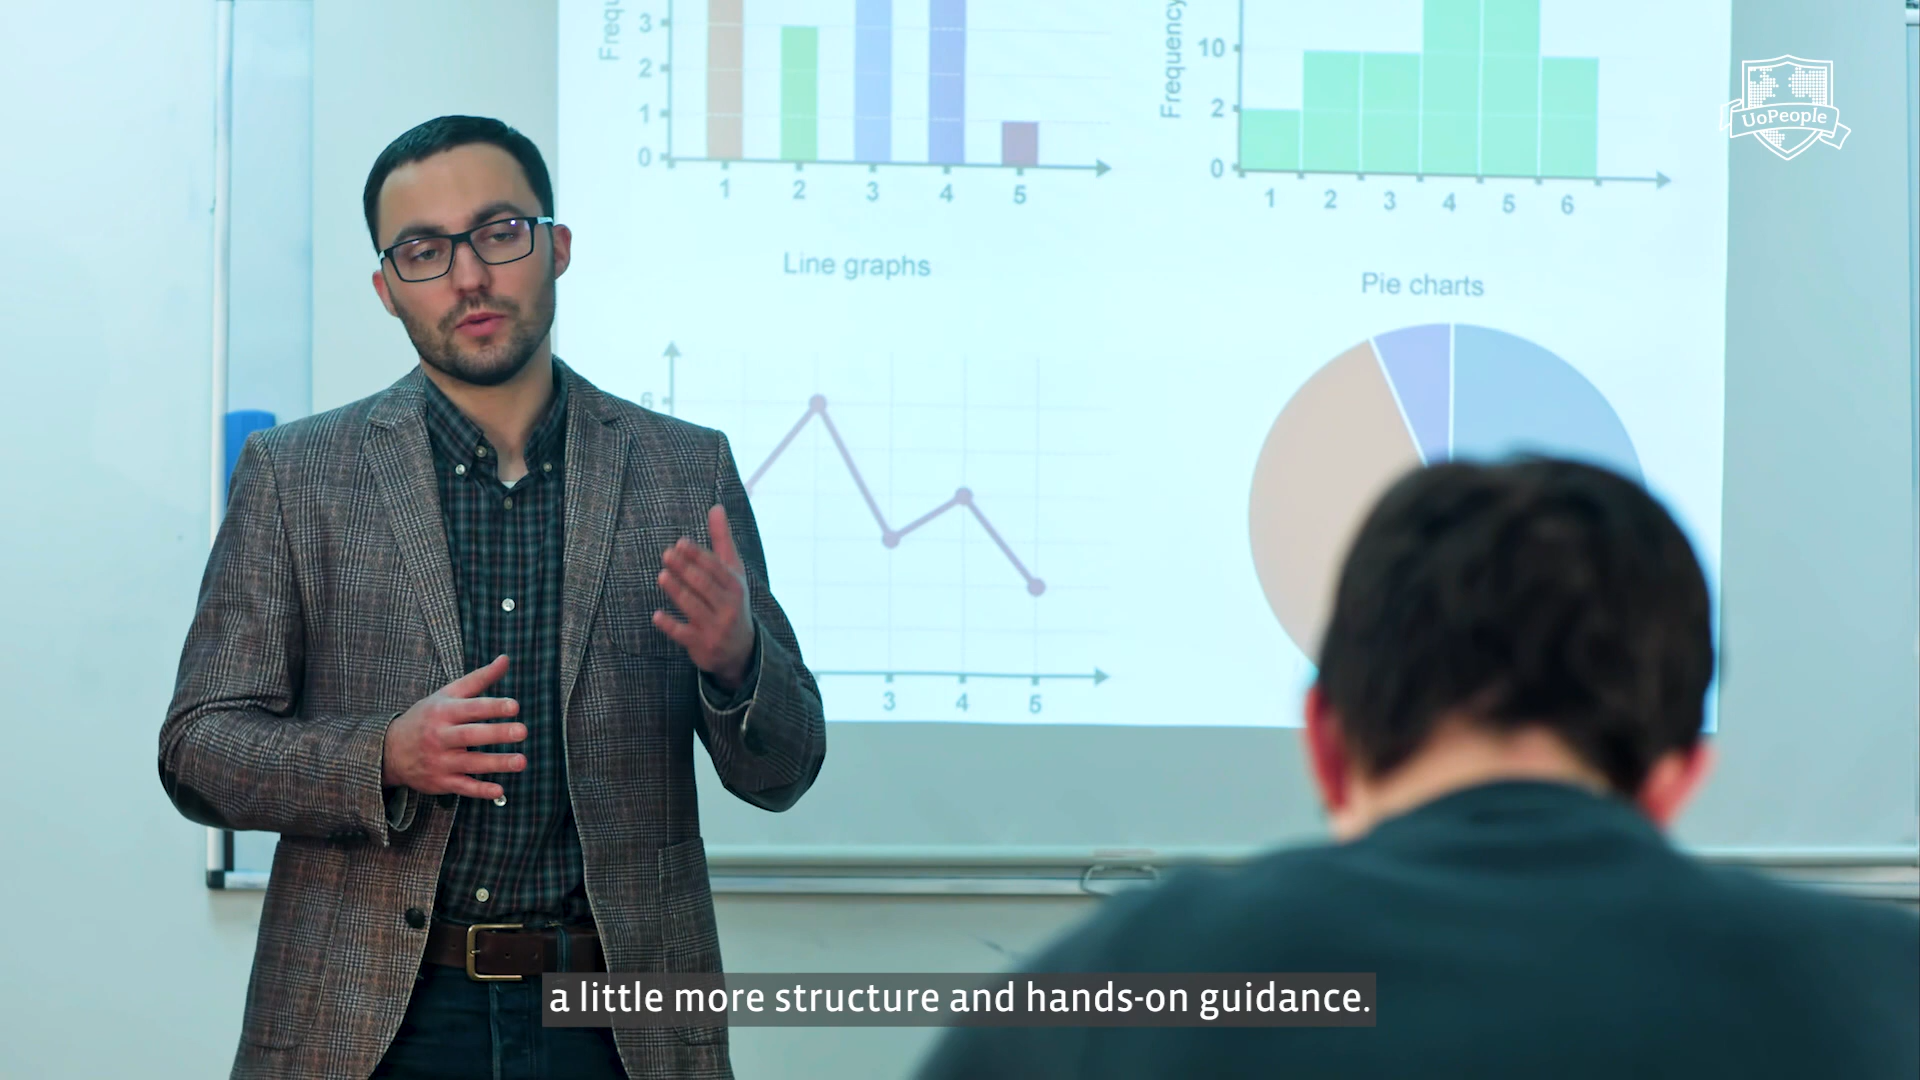 Frequ
3
2
1
0
1 2 3 4 5
Frequency
10
2
0
1 2 3 4 5 6
UoPeople
Line graphs
6
3 4 5
Pie charts
a little more structure and hands-on guidance.